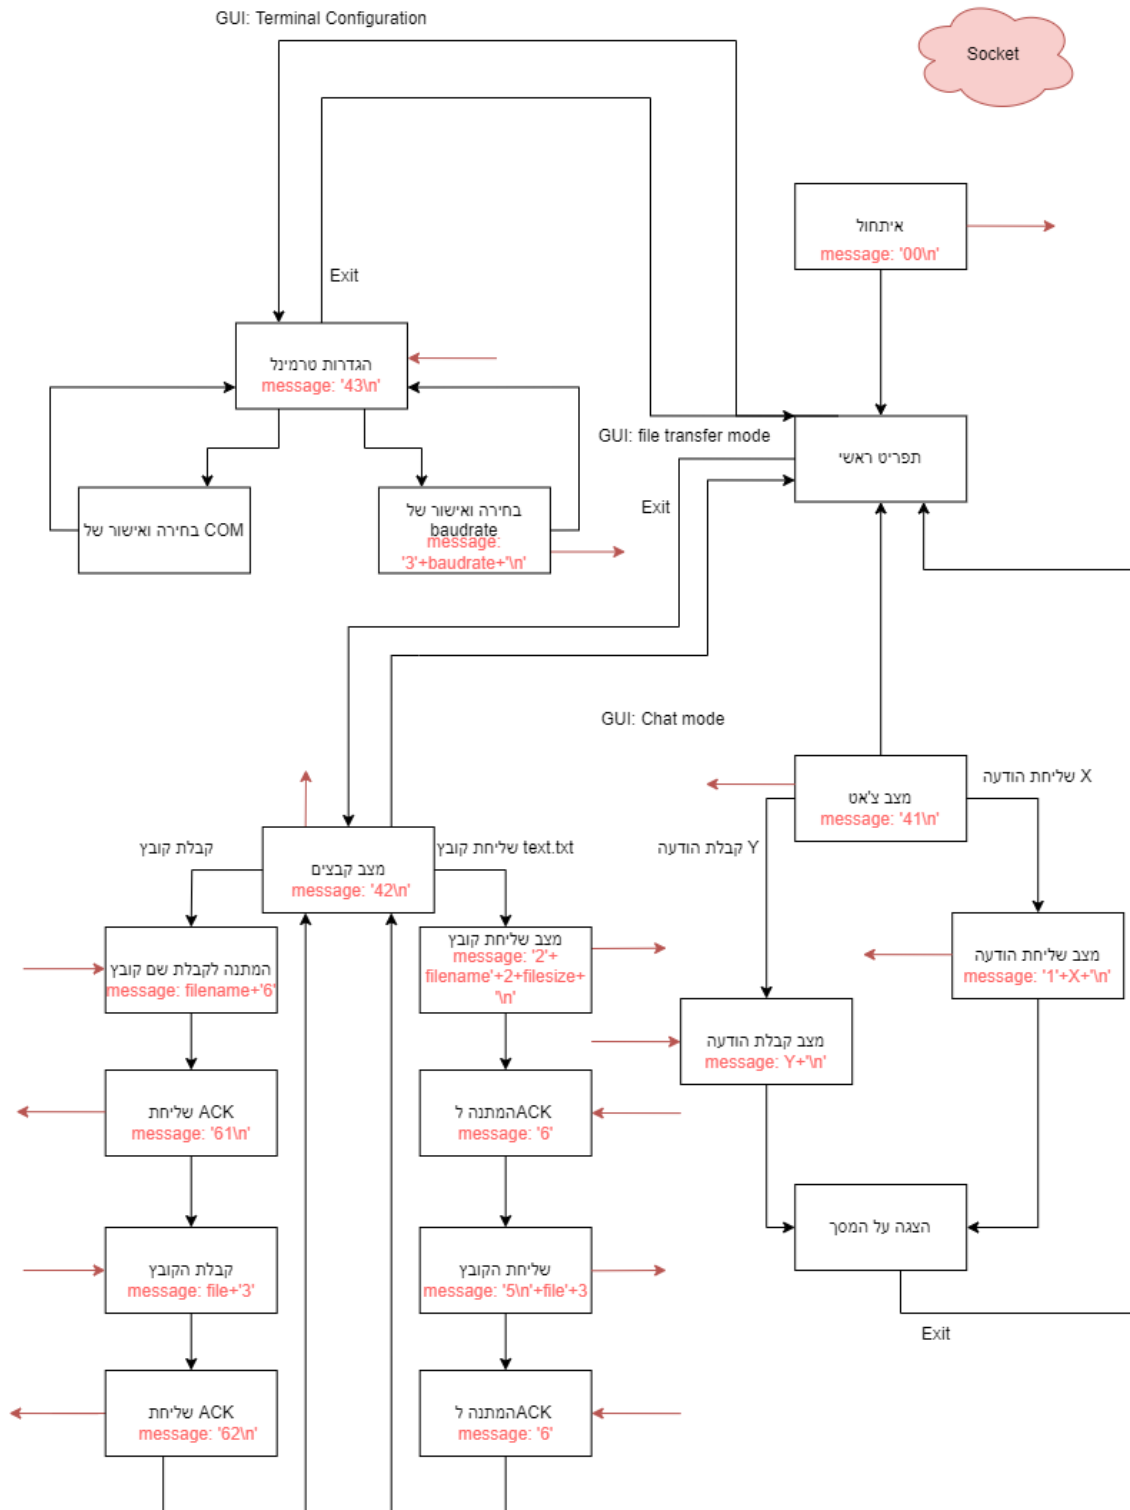 GUI: Terminal Configuration
Socket
איתחול
message: '00\n'
Exit
הגדרות טרמינל
message: '43\n'
GUI: file transfer mode
תפריט ראשי
Exit
בחירה ואישור של COM
בחירה ואישור של
baudrate
message:
'3'+baudrate+'\n'
GUI: Chat mode
שליחת הודעה X
מצב צ'אט
message: '41\n'
קבלת הודעה Y
קבלת קובץ
שליחת קובץ text.txt
מצב קבצים
message: '42\n'
המתנה לקבלת שם קובץ
message: filename+'6'
מצב שליחת קובץ
message: '2'+
filename'+2+filesize+
'\n'
מצב שליחת הודעה
message: '1'+X+'\n'
מצב קבלת הודעה
message: Y+'\n'
שליחת ACK
message: '61\n'
המתנה לACK
message: '6'
הצגה על המסך
קבלת הקובץ
message: file+'3'
שליחת הקובץ
message: '5\n'+file'+3
Exit
שליחת ACK
message: '62\n'
המתנה לACK
message: '6'